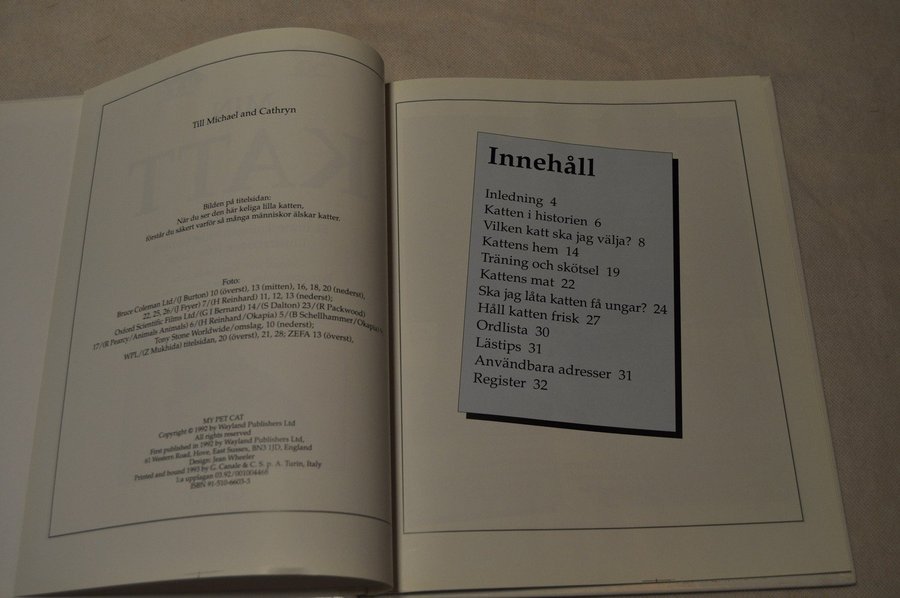 Till Michael and Cathryn
Bilden på titelsidan:
När du ser den här keliga lilla katten,
förstår du säkert varför så många människor älskar katter.
Foto:
Bruce Coleman Ltd/(J Burton) 10 (överst), 13 (mitten), 16, 18, 20 (nederst),
22, 25, 26/(J Fryer) 7/(H Reinhard) 11, 12, 13 (nederst);
Oxford Scientific Films Ltd/(G I Bernard) 14/(S Dalton) 23/(R Packwood)
17/(R Pearcy/Animals Animals) 6/(H Reinhard/Okapia) 5/(B Schellhammer/Okapia)
Tony Stone Worldwide/omslag, 10 (nederst);
WPL/(Z Mukhida) titelsidan, 20 (överst), 21, 28; ZEFA 13 (överst),
MY PET CAT
Copyright © 1992 by Wayland Publishers Ltd
All rights reserved
First published in 1992 by Wayland Publishers Ltd,
61 Western Road, Hove, East Sussex, BN3 1JD, England
Design: Jean Wheeler
Printed and bound 1993 by G. Canale & C. S. p. A. Turin, Italy
1:a upplagan 03.92/001004468
ISBN 91-510-6603-5
KATT
Innehåll
Inledning 4
Katten i historien 6
Vilken katt ska jag välja? 8
Kattens hem 14
Träning och skötsel 19
Kattens mat 22
Ska jag låta katten få ungar? 24
Håll katten frisk 27
Ordlista 30
Lästips 31
Användbara adresser 31
Register 32